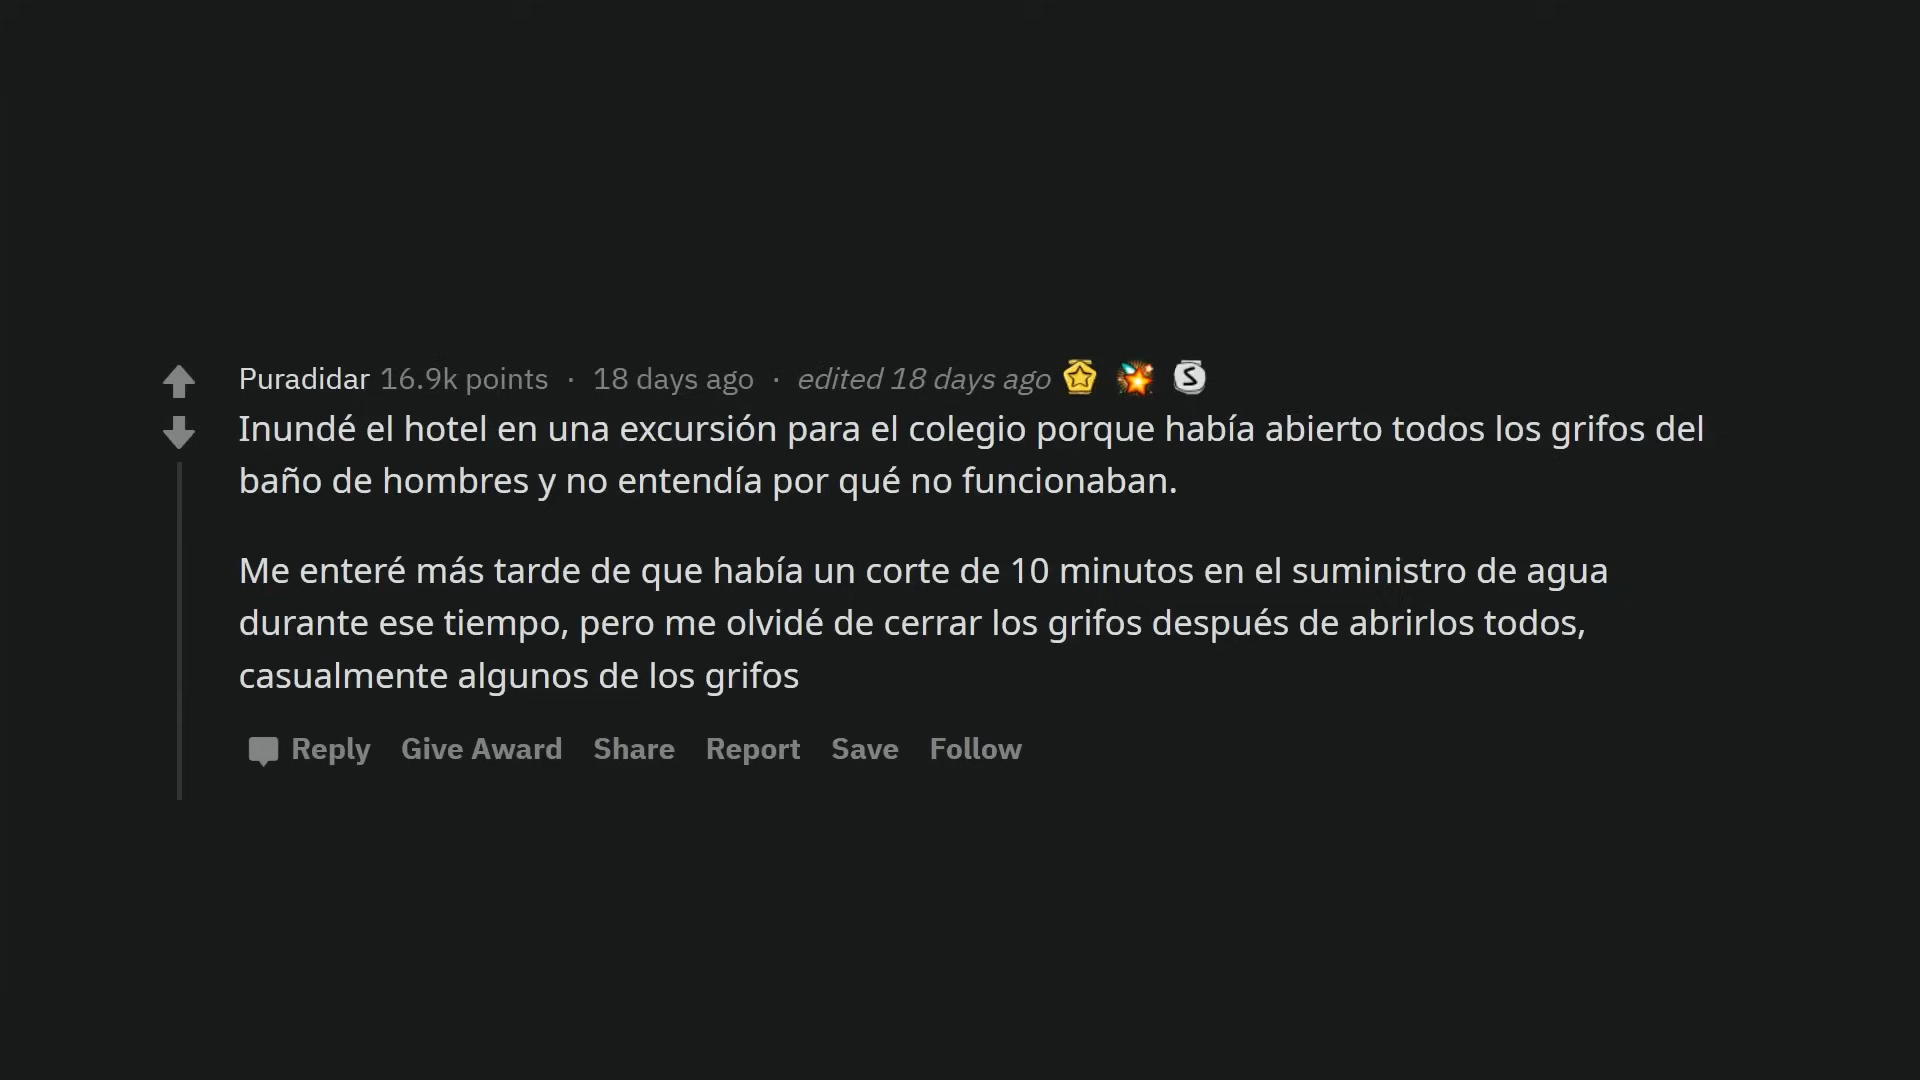 Puradidar 16.9k points · 18 days ago · edited 18 days ago
Inundé el hotel en una excursión para el colegio porque había abierto todos los grifos del
baño de hombres y no entendía por qué no funcionaban.
Me enteré más tarde de que había un corte de 10 minutos en el suministro de agua
durante ese tiempo, pero me olvidé de cerrar los grifos después de abrirlos todos,
casualmente algunos de los grifos
Reply Give Award Share Report Save Follow